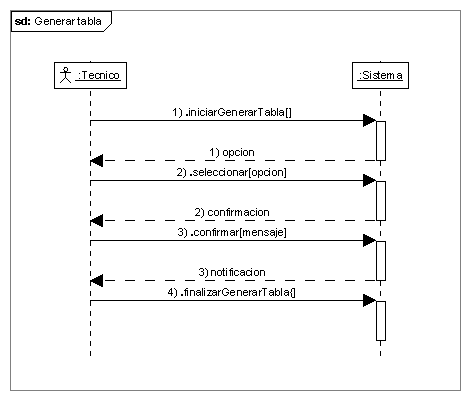 sd: Generar tabla
:Tecnico
:Sistema
1) .iniciarGenerarTabla[]
1) opcion
2) .seleccionar[opcion]
2) confirmacion
3) .confirmar[mensaje]
3) notificacion
4) .finalizarGenerarTabla[]